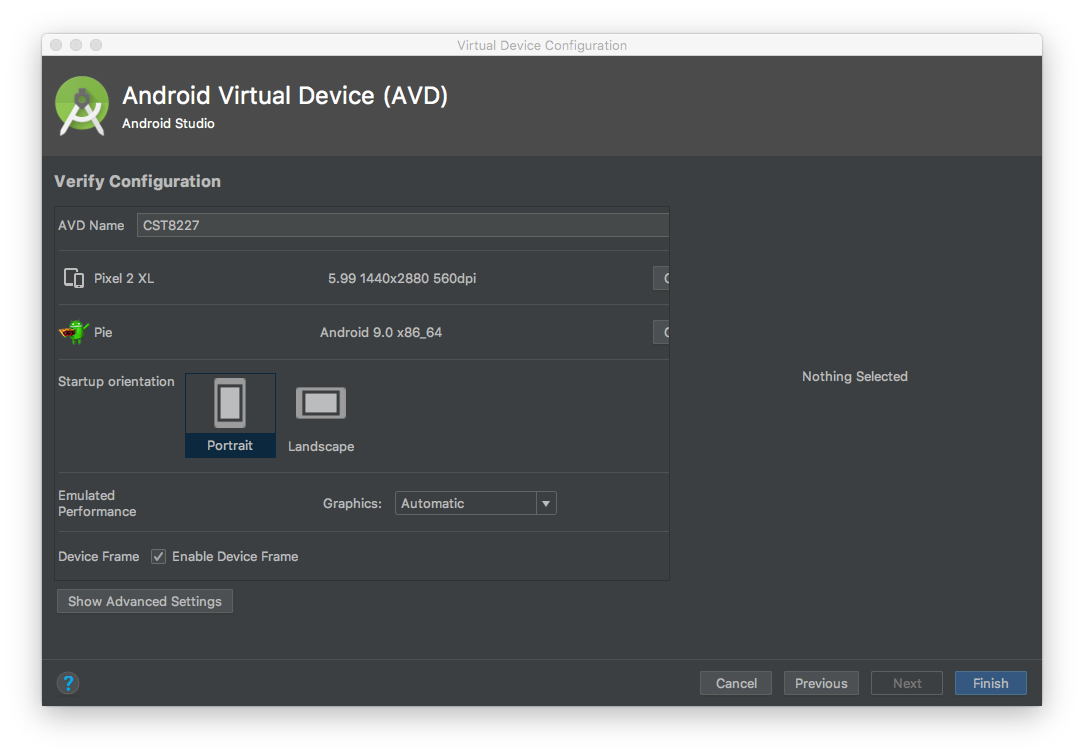 Virtual Device Configuration
Android Virtual Device (AVD)
Android Studio
Verify Configuration
AVD Name CST8227
Pixel 2 XL 5.99 1440x2880 560dpi
Pie Android 9.0 x86_64
Startup orientation
Portrait
Landscape
Nothing Selected
Emulated
Performance
Graphics: Automatic
Device Frame Enable Device Frame
Show Advanced Settings
? Cancel Previous Next Finish